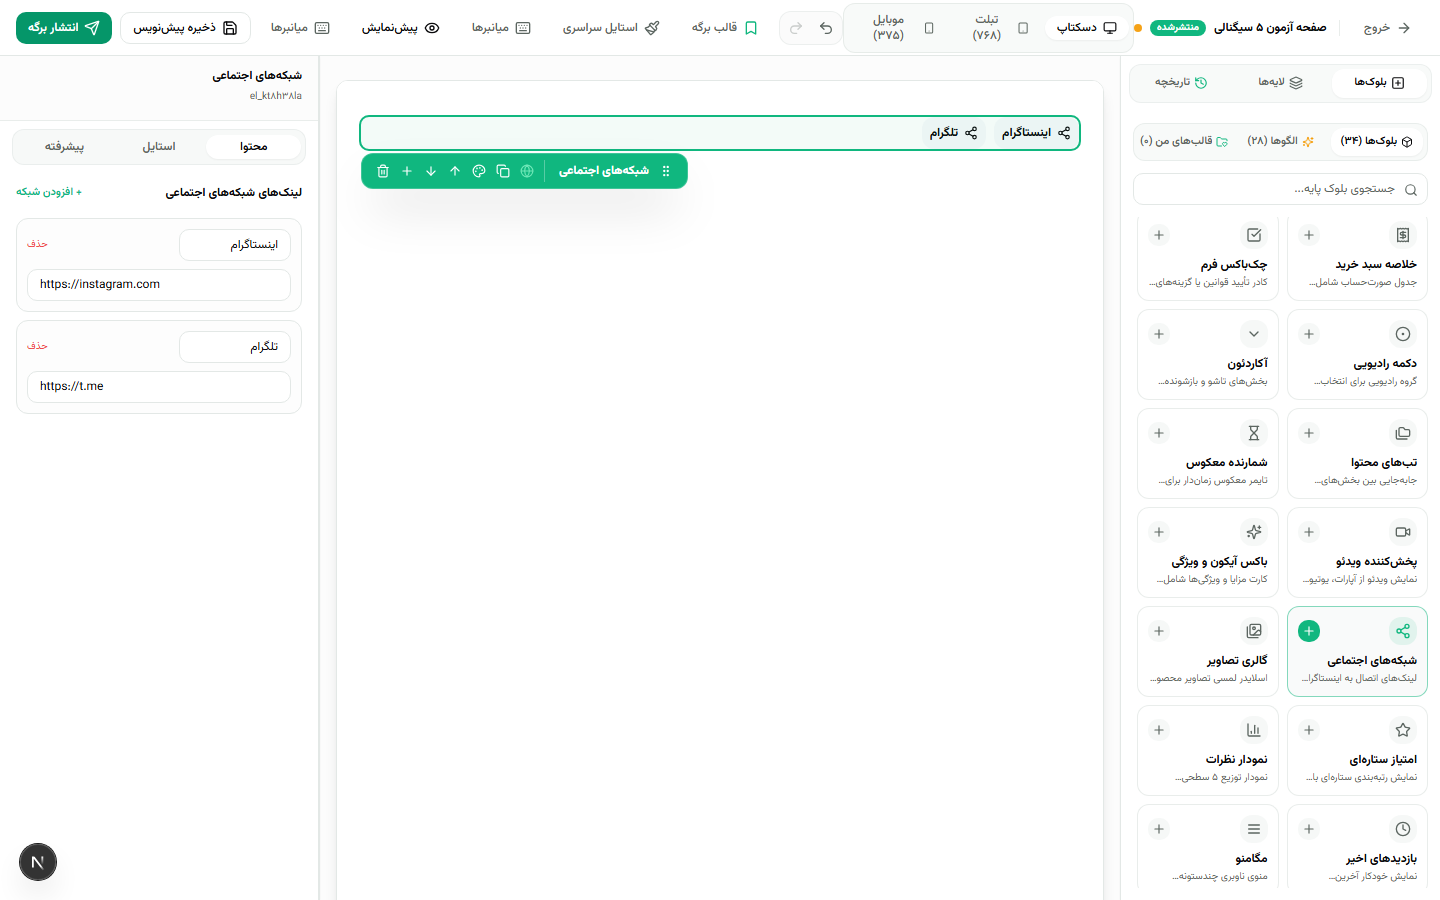 خروج
صفحه آزمون ۵ سیگنالی
منتشرشده
دسکتاپ
تبلت (۷۶۸)
موبایل (۳۷۵)
قالب برگه
استایل سراسری
میانبرها
پیش‌نمایش
میانبرها
ذخیره پیش‌نویس
انتشار برگه
بلوک‌ها
لایه‌ها
تاریخچه
بلوک‌ها (۳۴)
الگوها (۲۸)
قالب‌های من (۰)
جستجوی بلوک پایه...
خلاصه سبد خرید
جدول صورت‌حساب شامل...
چک‌باکس فرم
کادر تأیید قوانین یا گزینه‌های...
دکمه رادیویی
گروه رادیویی برای انتخاب...
آکاردئون
بخش‌های تاشو و بازشونده...
تب‌های محتوا
جابه‌جایی بین بخش‌های...
شمارنده معکوس
تایمر معکوس زمان‌دار برای...
پخش‌کننده ویدئو
نمایش ویدئو از آپارات، یوتیو...
باکس آیکون و ویژگی
کارت مزایا و ویژگی‌ها شامل...
شبکه‌های اجتماعی
لینک‌های اتصال به اینستاگرا...
گالری تصاویر
اسلایدر لمسی تصاویر محصو...
امتیاز ستاره‌ای
نمایش رتبه‌بندی ستاره‌ای با...
نمودار نظرات
نمودار توزیع ۵ سطحی...
بازدیدهای اخیر
نمایش خودکار آخرین...
مگامنو
منوی ناوبری چندستونه...
اینستاگرام
تلگرام
شبکه‌های اجتماعی
شبکه‌های اجتماعی
el_kt۸h۳۸la
محتوا
استایل
پیشرفته
لینک‌های شبکه‌های اجتماعی
+ افزودن شبکه
اینستاگرام
حذف
https://instagram.com
تلگرام
حذف
https://t.me
N